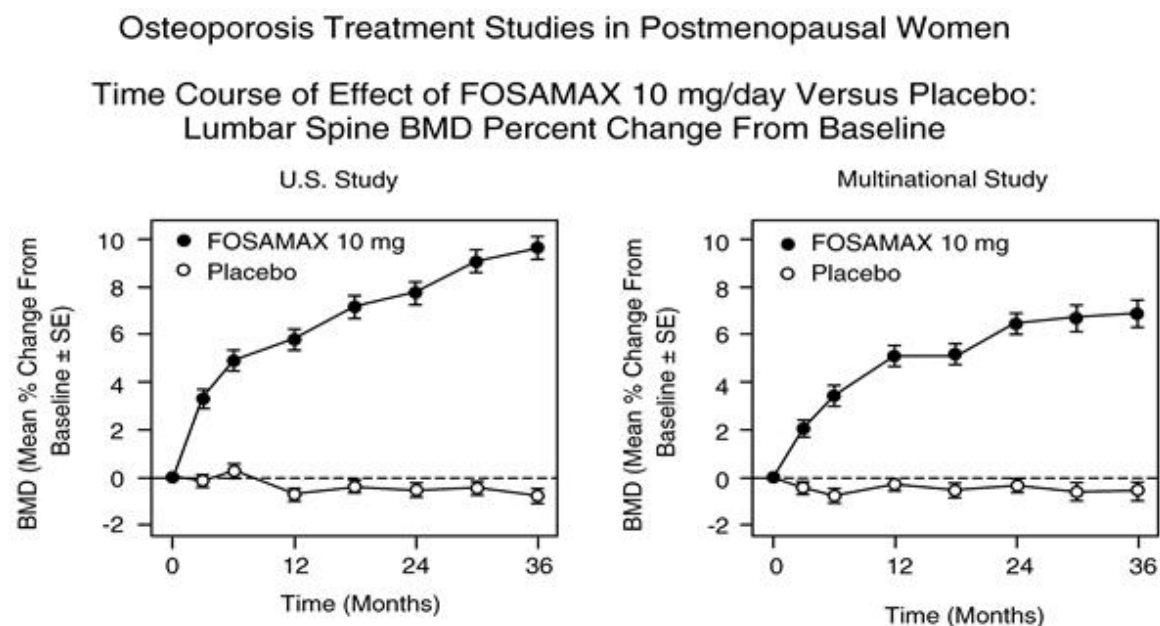 Osteoporosis Treatment Studies in Postmenopausal Women
Time Course of Effect of FOSAMAX 10 mg/day Versus Placebo:
Lumbar Spine BMD Percent Change From Baseline
U.S. Study
BMD (Mean % Change From
Baseline ± SE)
10
8
6
4
2
0
-2
FOSAMAX 10 mg
Placebo
0
12
24
36
Time (Months)
Multinational Study
BMD (Mean % Change From
Baseline ± SE)
10
8
6
4
2
0
-2
FOSAMAX 10 mg
Placebo
0
12
24
36
Time (Months)